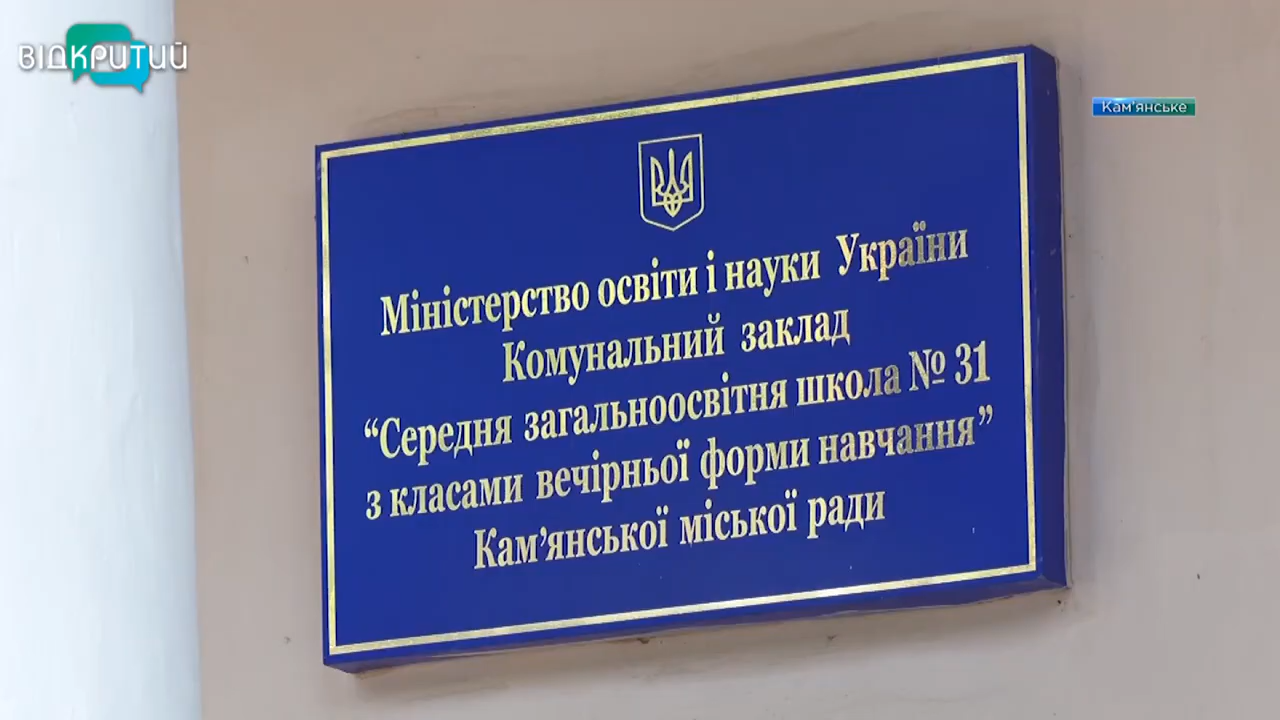 ВІДКРИТИЙ
Кам'янське
Міністерство освіти і науки України
Комунальний заклад
“Середня загальноосвітня школа № 31
з класами вечірньої форми навчання”
Кам’янської міської ради